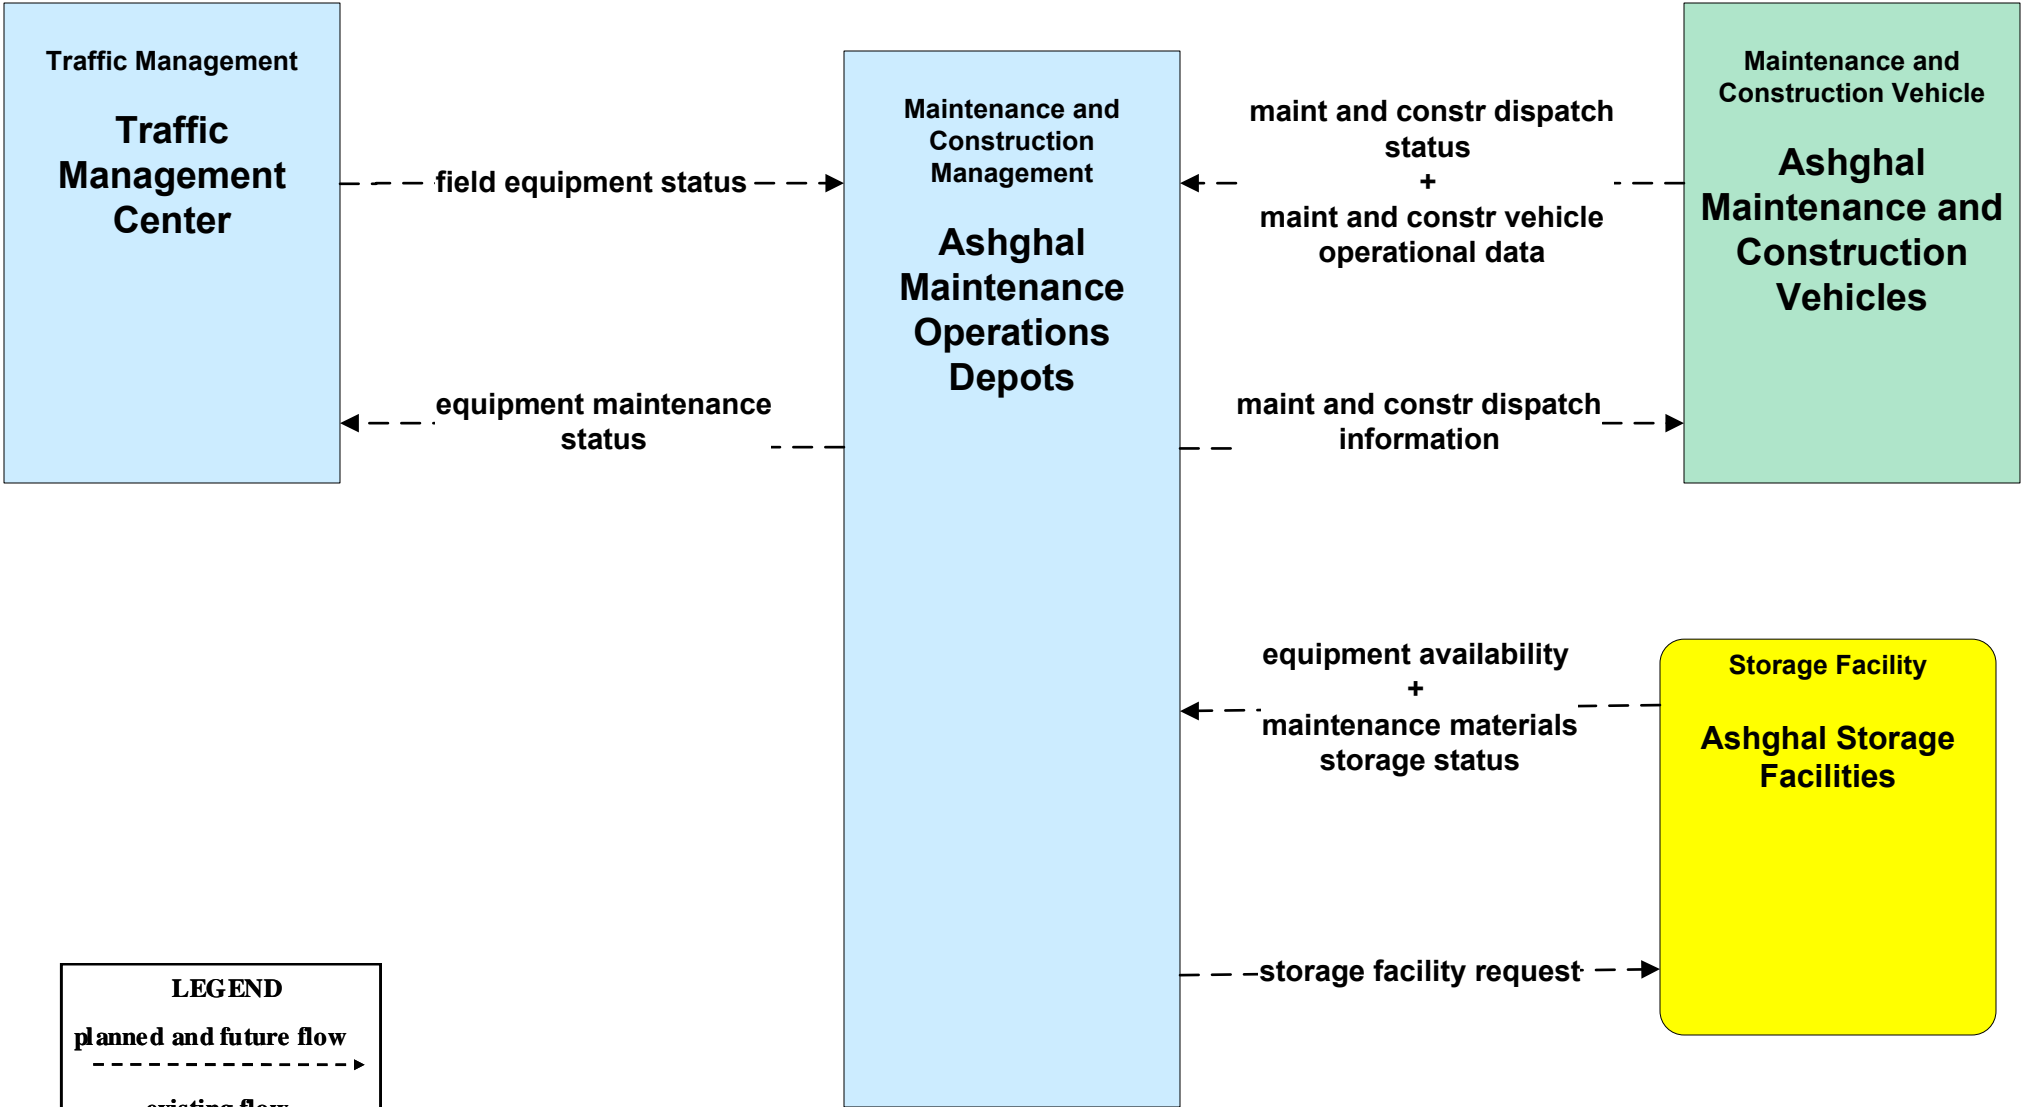 Traffic Management
Traffic
Management
Center
field equipment status
equipment maintenance
status
Maintenance and
Construction
Management
Ashghal
Maintenance
Operations
Depots
maint and constr dispatch
status
+
maint and constr vehicle
operational data
maint and constr dispatch
information
Maintenance and
Construction Vehicle
Ashghal
Maintenance and
Construction
Vehicles
equipment availability
+
maintenance materials
storage status
storage facility request
Storage Facility
Ashghal Storage
Facilities
LEGEND
planned and future flow
existing flow